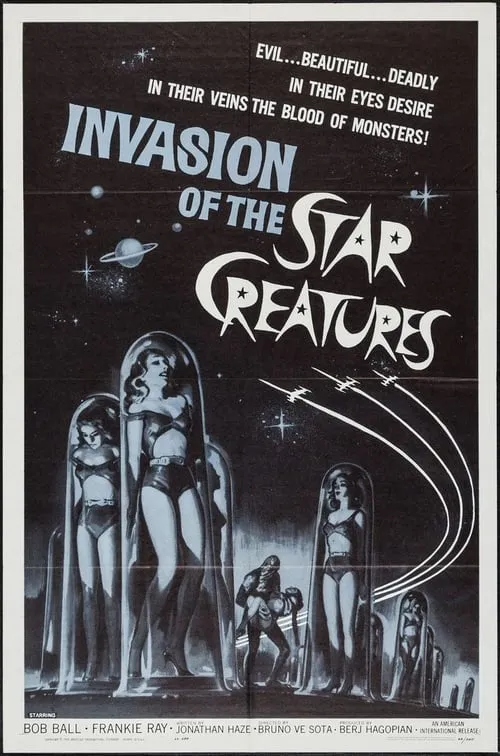 EVIL...BEAUTIFUL...DEADLY
IN THEIR EYES DESIRE
IN THEIR VEINS THE BLOOD OF MONSTERS!
INVASION
OF THE
STAR
CREATURES
STARRING
BOB BALL · FRANKIE RAY · WRITTEN BY JONATHAN HAZE · DIRECTED BY BRUNO VE SOTA · PRODUCED BY BERJ HAGOPIAN · AN AMERICAN INTERNATIONAL RELEASE